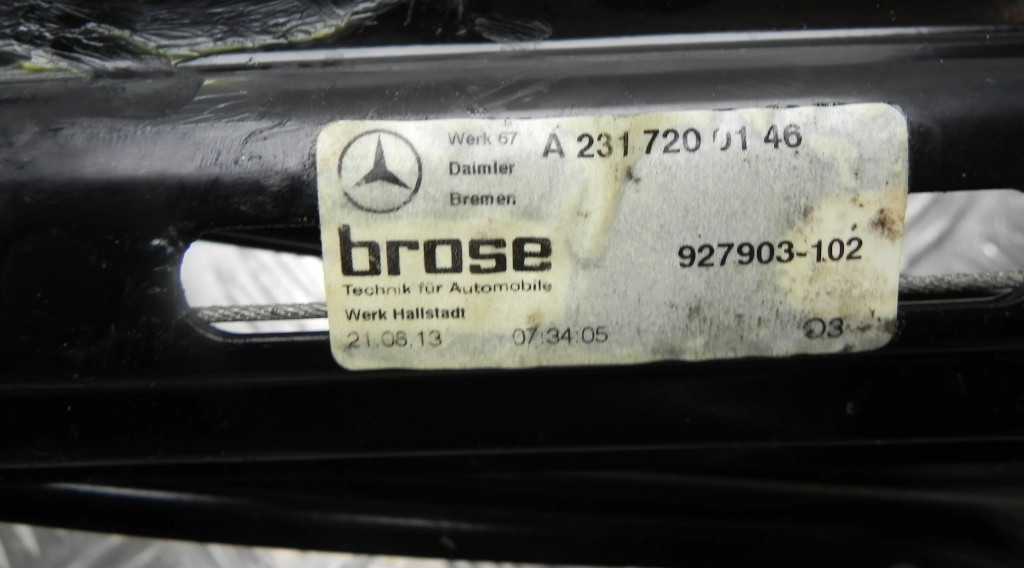 Werk 67
A 231 720 01 46
Daimler
Bremen
brose
927903-102
Technik für Automobile
Werk Hallstadt
21.08.13 07:34:05 03